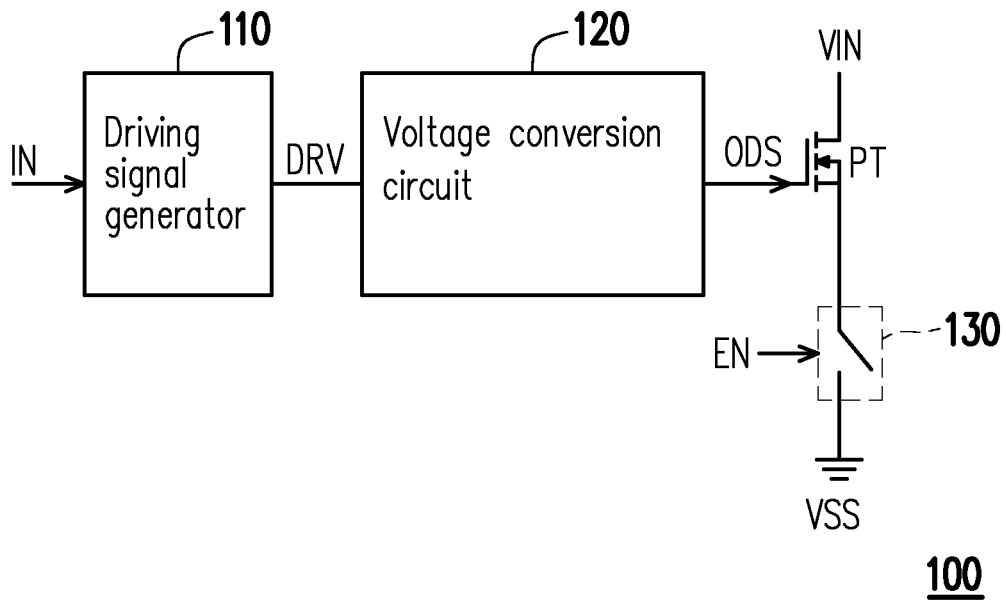 110
120
VIN
IN
Driving
signal
generator
DRV
Voltage conversion
circuit
ODS
PT
EN
130
VSS
100